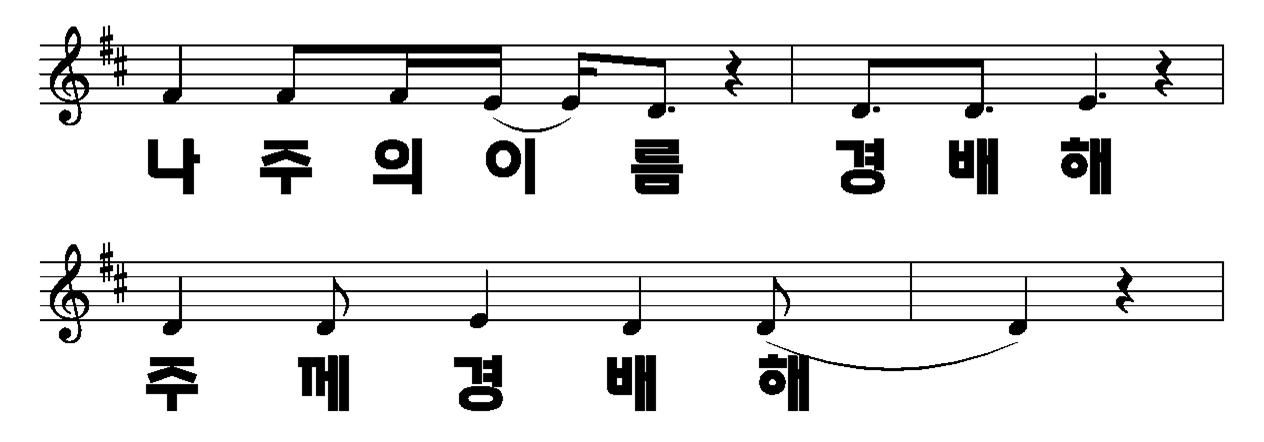 나 주 의 이 름 경 배 해
주 께 경 배 해